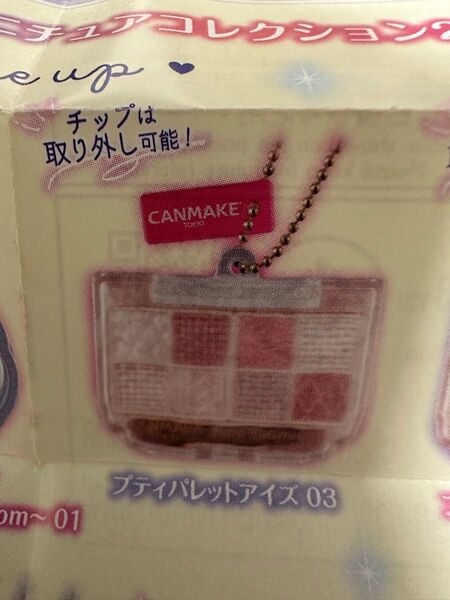 ミニチュアコレクション2
e up ♥
チップは
取り外し可能!
CANMAKE
TOKYO
プティパレットアイズ 03
om～01